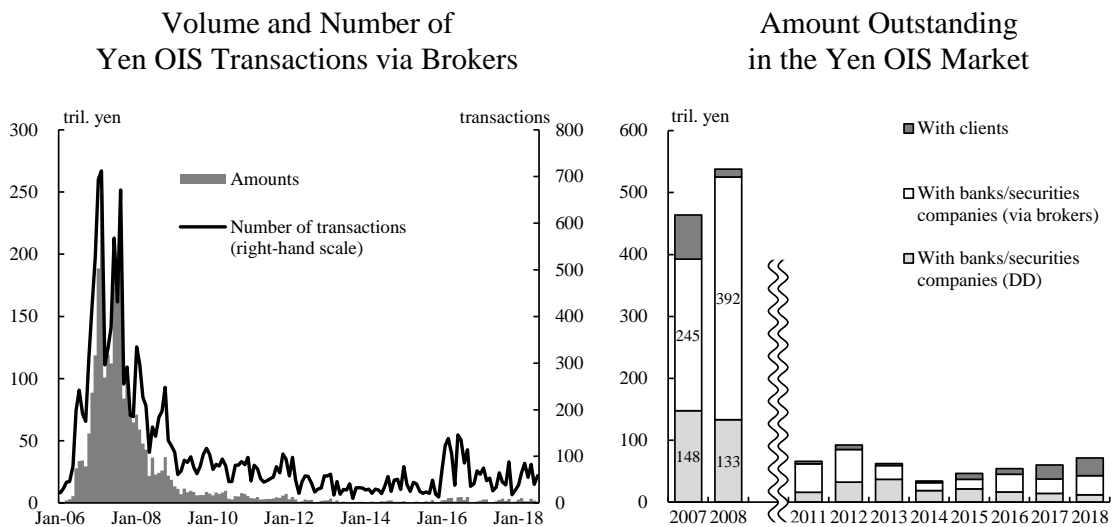 Volume and Number of
Yen OIS Transactions via Brokers
tril. yen
transactions
300
250
200
150
100
50
0
800
700
600
500
400
300
200
100
0
Amounts
Number of transactions
(right-hand scale)
Jan-06 Jan-08 Jan-10 Jan-12 Jan-14 Jan-16 Jan-18
Amount Outstanding
in the Yen OIS Market
tril. yen
600
500
400
300
200
100
0
With clients
With banks/securities
companies (via brokers)
With banks/securities
companies (DD)
392
245
148
133
2007 2008 2011 2012 2013 2014 2015 2016 2017 2018